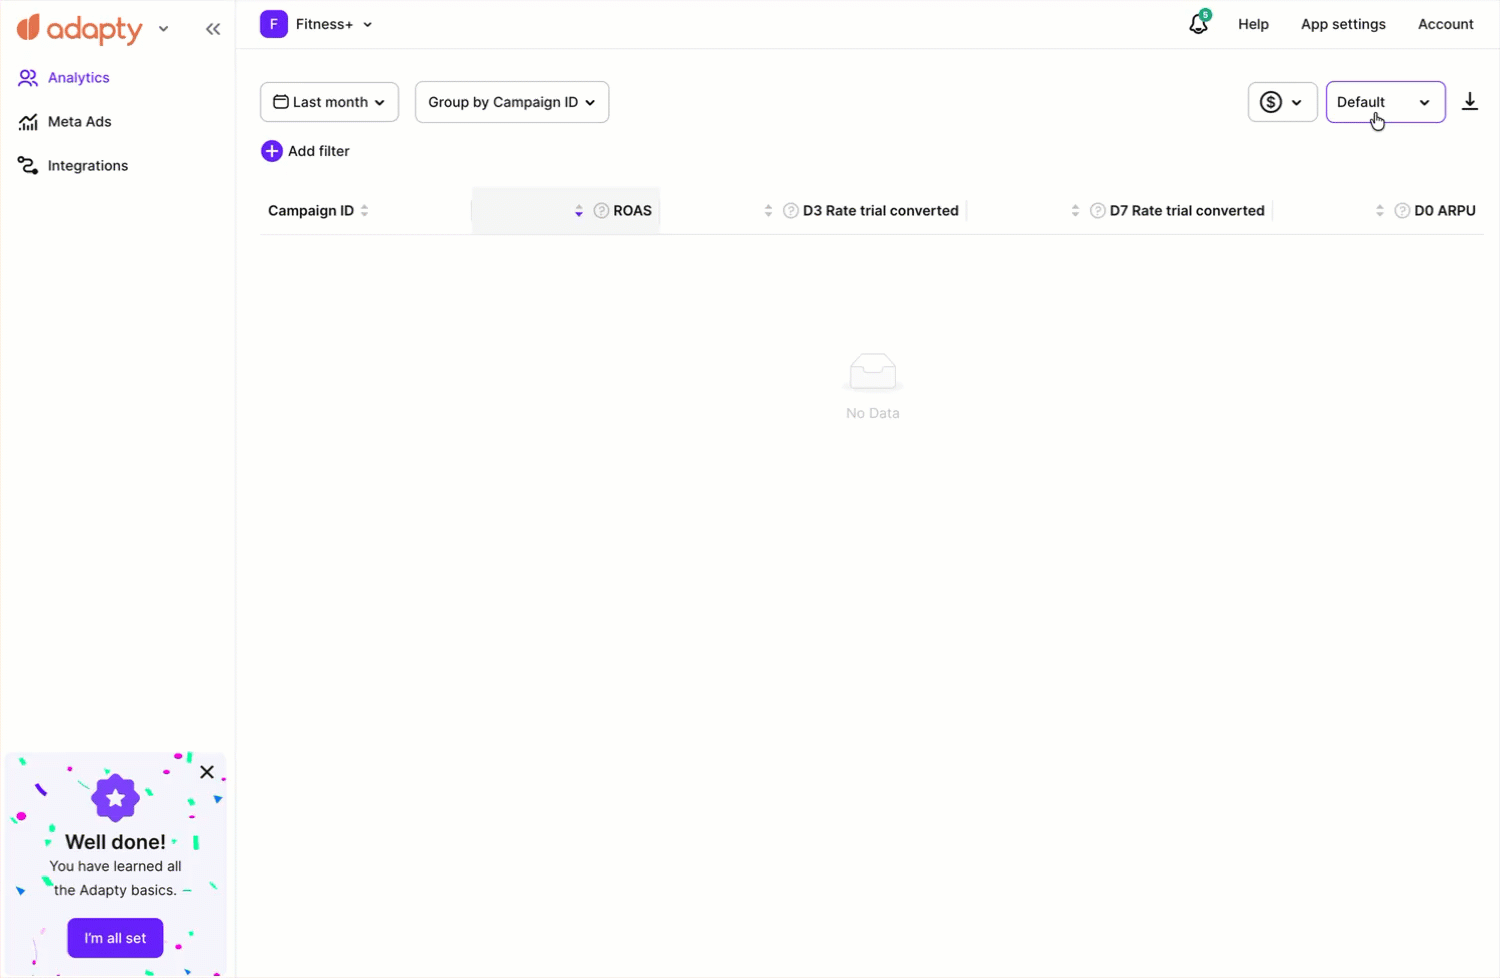 adapty
F Fitness+
5
Help
App settings
Account
Analytics
Meta Ads
Integrations
Last month
Group by Campaign ID
$
Default
+ Add filter
Campaign ID
? ROAS
? D3 Rate trial converted
? D7 Rate trial converted
? D0 ARPU
No Data
Well done!
You have learned all
the Adapty basics.
I'm all set